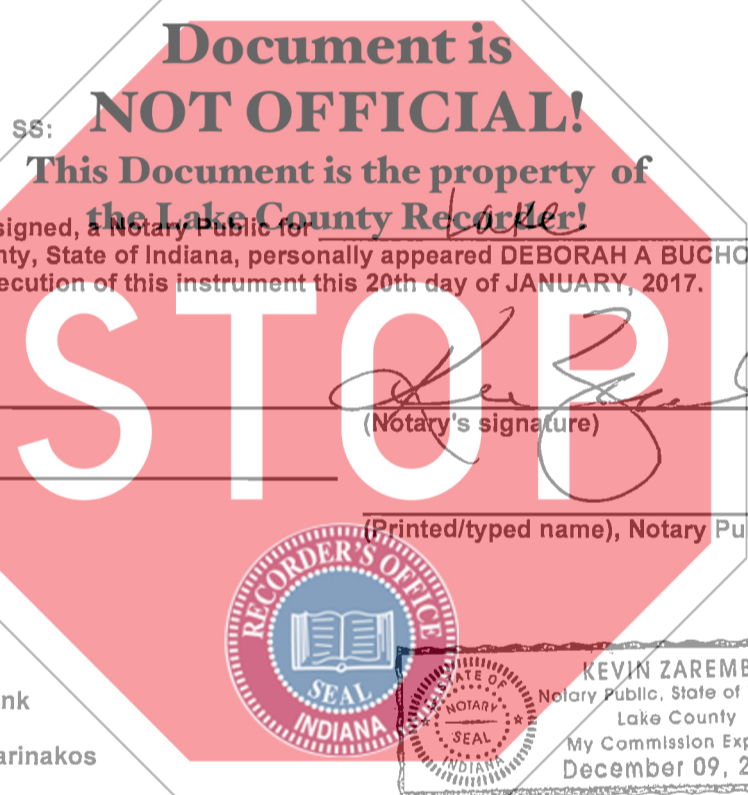 Document is
NOT OFFICIAL!
SS:
This Document is the property of
the Lake County Recorder!
signed, a Notary Public for Lake
nty, State of Indiana, personally appeared DEBORAH A BUCHO
ecution of this instrument this 20th day of JANUARY, 2017.
STOP
(Notary's signature)
(Printed/typed name), Notary Pu
RECORDER'S OFFICE
SEAL
INDIANA
STATE OF
NOTARY
SEAL
INDIANA
KEVIN ZAREMB
Notary Public, State of
Lake County
My Commission Exp
December 09, 2
nk
arinakos